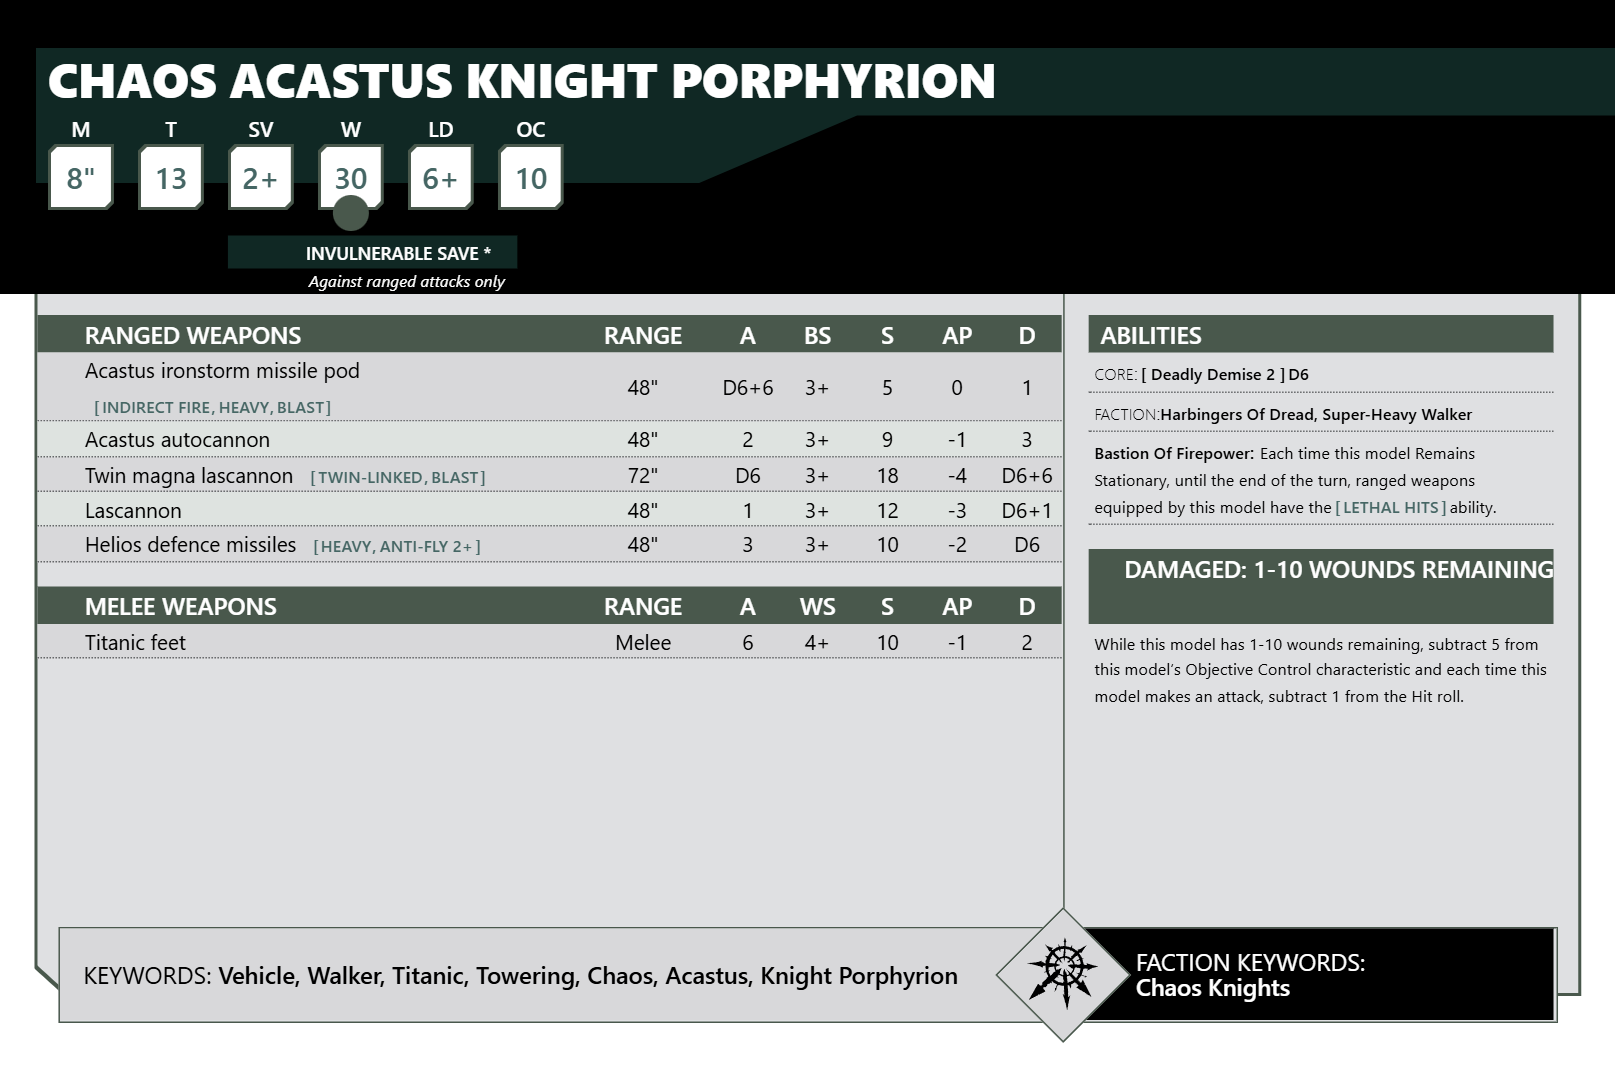 CHAOS ACASTUS KNIGHT PORPHYRION
M T SV W LD OC
8" 13 2+ 30 6+ 10
INVULNERABLE SAVE *
Against ranged attacks only
RANGED WEAPONS RANGE A BS S AP D
Acastus ironstorm missile pod 48" D6+6 3+ 5 0 1
[INDIRECT FIRE, HEAVY, BLAST]
Acastus autocannon 48" 2 3+ 9 -1 3
Twin magna lascannon [TWIN-LINKED, BLAST] 72" D6 3+ 18 -4 D6+6
Lascannon 48" 1 3+ 12 -3 D6+1
Helios defence missiles [HEAVY, ANTI-FLY 2+] 48" 3 3+ 10 -2 D6
MELEE WEAPONS RANGE A WS S AP D
Titanic feet Melee 6 4+ 10 -1 2
ABILITIES
CORE: [ Deadly Demise 2 ] D6
FACTION:Harbingers Of Dread, Super-Heavy Walker
Bastion Of Firepower: Each time this model Remains
Stationary, until the end of the turn, ranged weapons
equipped by this model have the [LETHAL HITS] ability.
DAMAGED: 1-10 WOUNDS REMAINING
While this model has 1-10 wounds remaining, subtract 5 from
this model's Objective Control characteristic and each time this
model makes an attack, subtract 1 from the Hit roll.
KEYWORDS: Vehicle, Walker, Titanic, Towering, Chaos, Acastus, Knight Porphyrion
FACTION KEYWORDS:
Chaos Knights